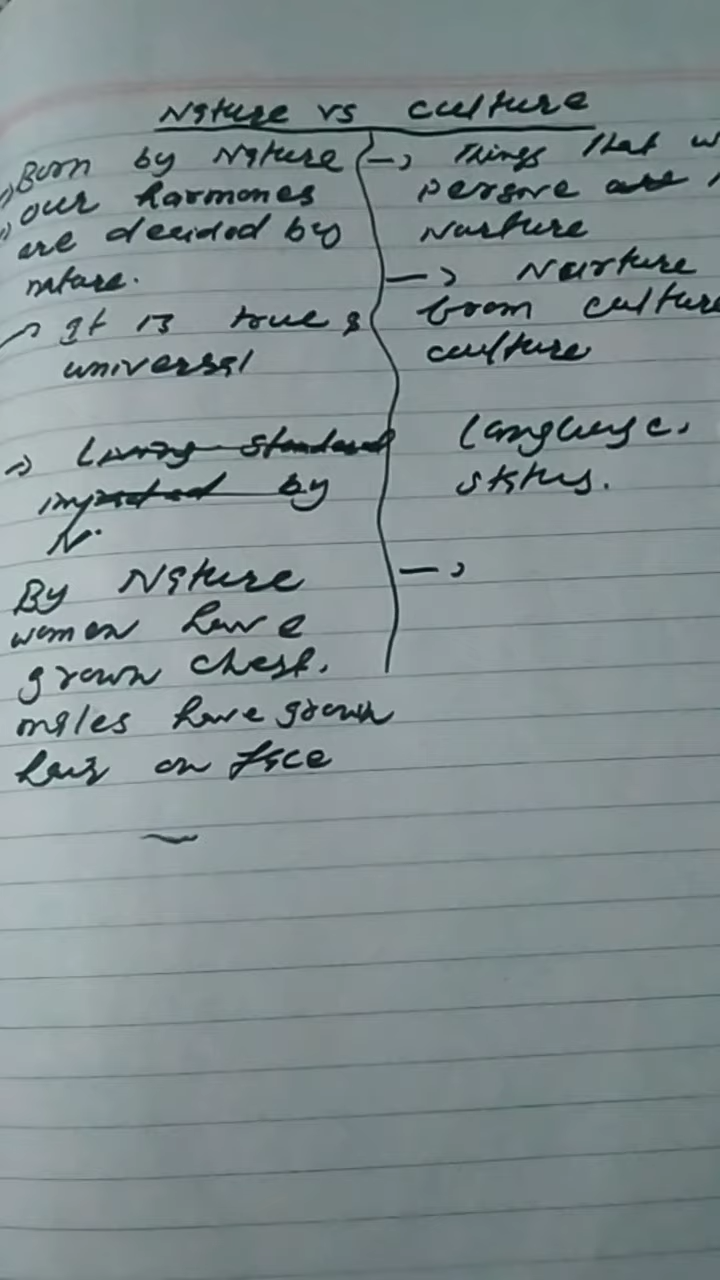 Nature vs culture
Born by Nature
our harmones
are decided by
nature.
It is true &
universal
Living standard
impacted by
N.
By Nature
women have
grown chest.
males have grown
hair on face
→ Things that w
persone are
Nurture
→ Narture
from culture
culture
Language.
status.
→